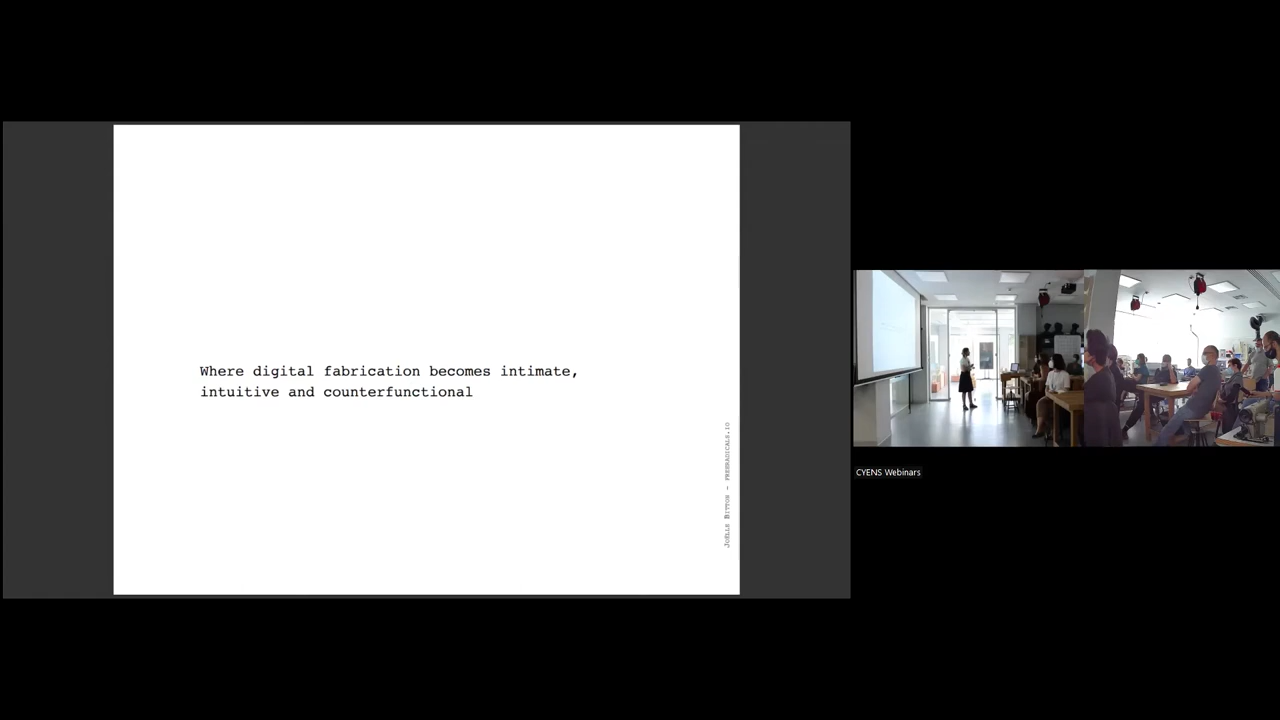 Where digital fabrication becomes intimate,
intuitive and counterfunctional
Joëlle Bitton - freeradicals.io
CYENS Webinars